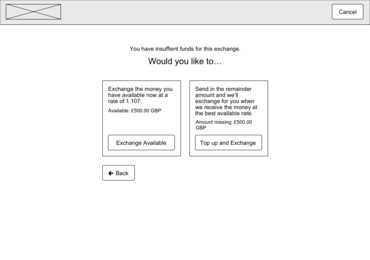 Cancel
You have insuffient funds for this exchange.
Would you like to…
Exchange the money you
have available now at a
rate of 1.107.
Available: £500.00 GBP
Exchange Available
Send in the remainder
amount and we'll
exchange for you when
we receive the money at
the best available rate.
Amount missing: £500.00
GBP
Top up and Exchange
Back